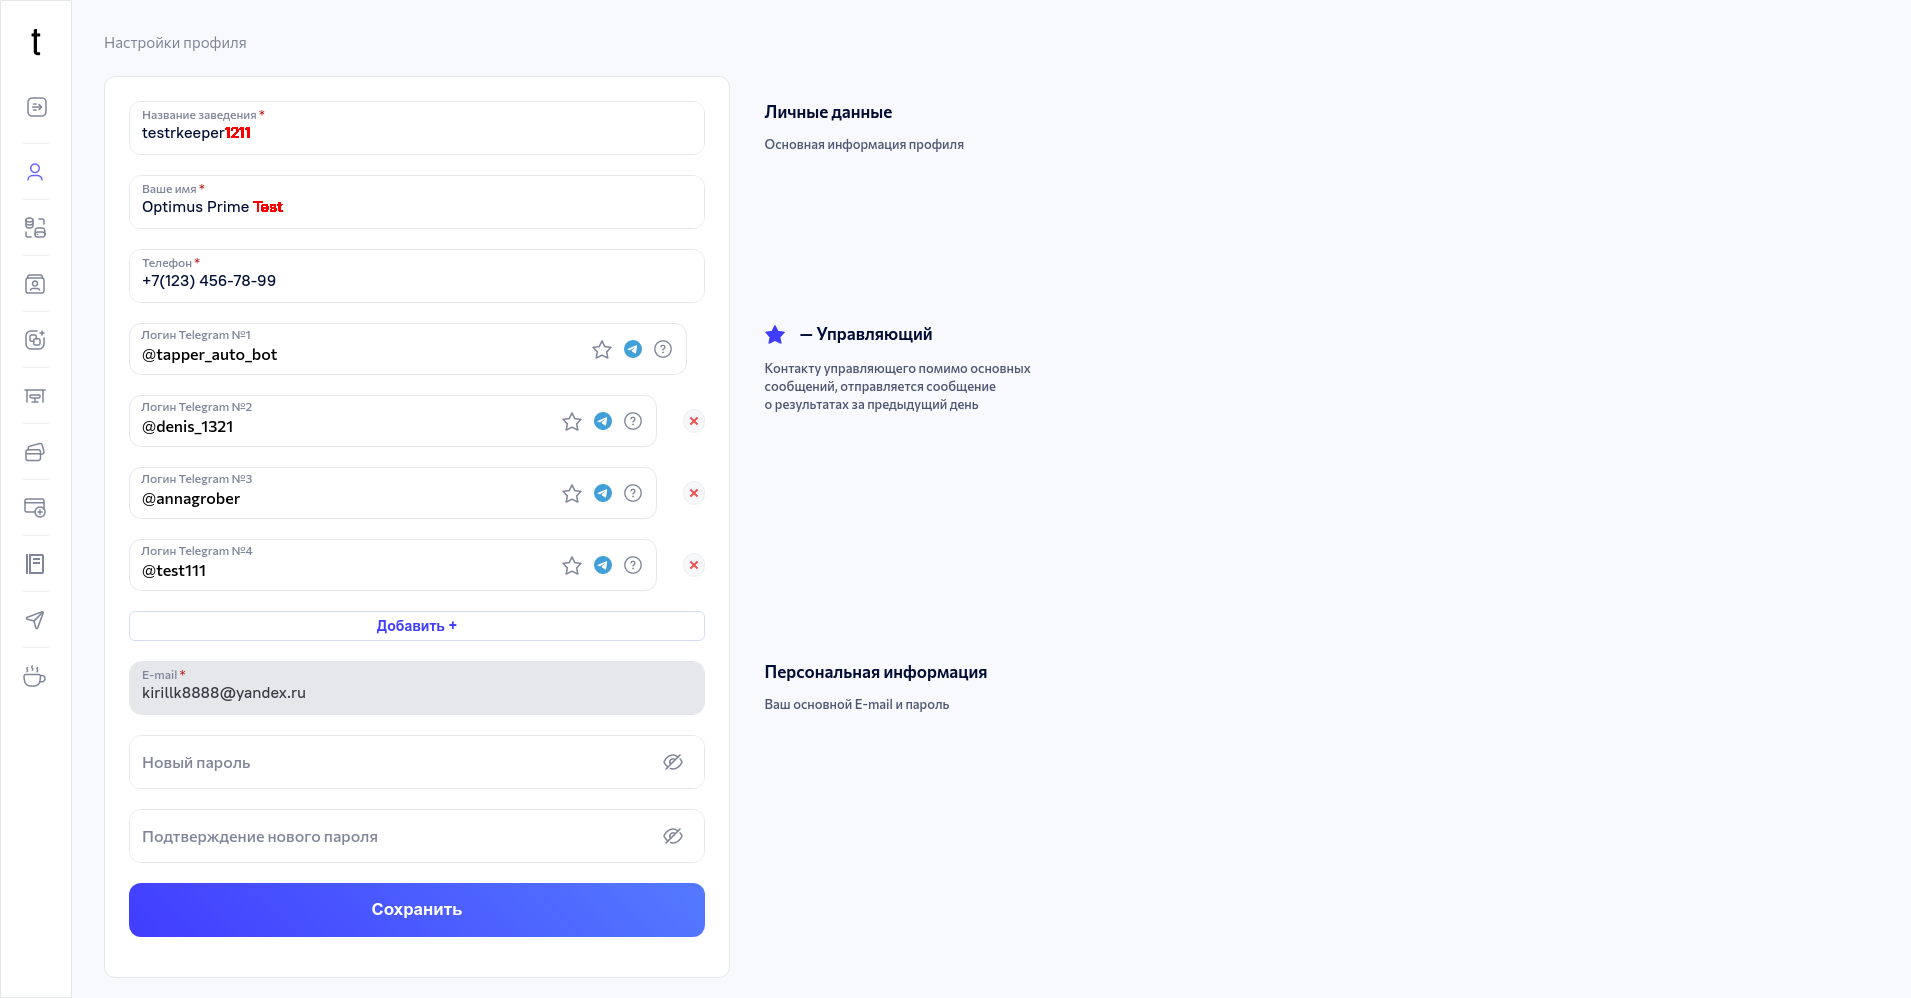 t
Настройки профиля
Название заведения *
testrkeeper1211
Ваше имя *
Optimus Prime Test
Телефон *
+7(123) 456-78-99
Логин Telegram №1
@tapper_auto_bot
Логин Telegram №2
@denis_1321
Логин Telegram №3
@annagrober
Логин Telegram №4
@test111
Добавить +
E-mail *
kirillk8888@yandex.ru
Новый пароль
Подтверждение нового пароля
Сохранить
Личные данные
Основная информация профиля
— Управляющий
Контакту управляющего помимо основных
сообщений, отправляется сообщение
о результатах за предыдущий день
Персональная информация
Ваш основной E-mail и пароль